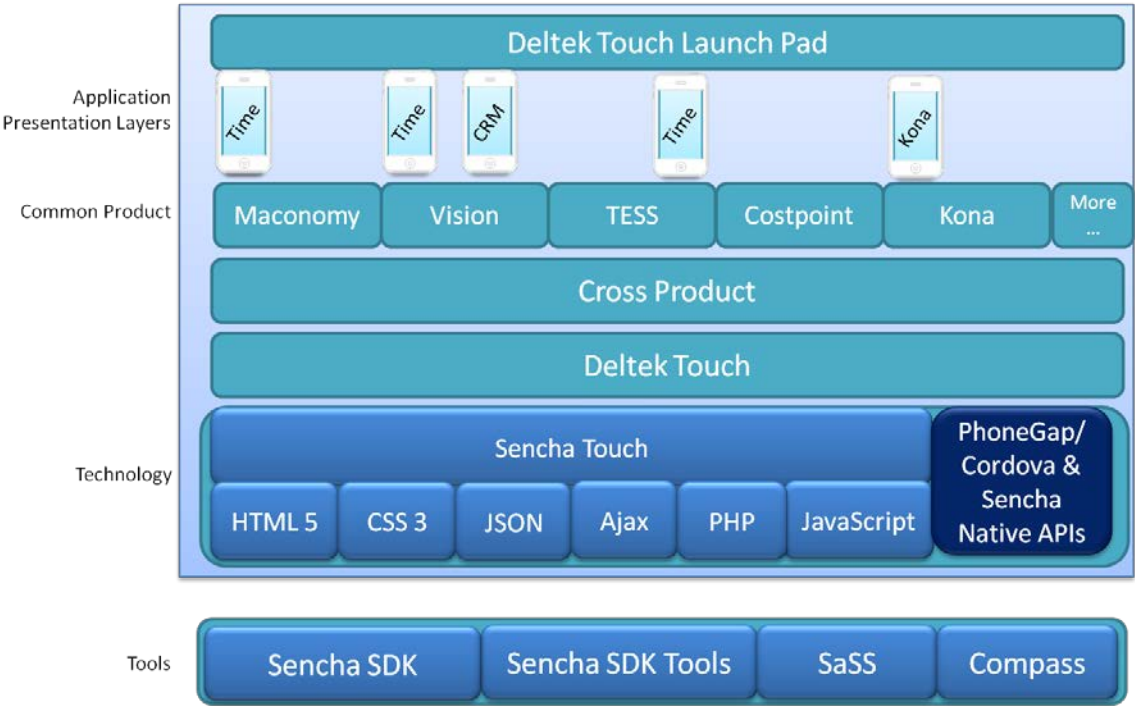 Deltek Touch Launch Pad
Application
Presentation Layers
Time
Time
CRM
Time
Kona
Common Product
Maconomy
Vision
TESS
Costpoint
Kona
More
...
Cross Product
Deltek Touch
Technology
Sencha Touch
PhoneGap/
Cordova &
Sencha
Native APIs
HTML 5
CSS 3
JSON
Ajax
PHP
JavaScript
Tools
Sencha SDK
Sencha SDK Tools
SaSS
Compass